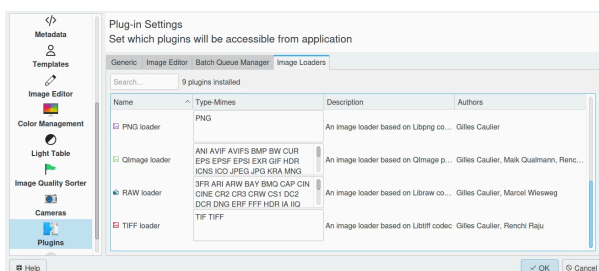 Metadata
Templates
Image Editor
Color Management
Light Table
Image Quality Sorter
Cameras
Plugins
Plug-in Settings
Set which plugins will be accessible from application
Generic Image Editor Batch Queue Manager Image Loaders
Search... 9 plugins installed
Name Type-Mimes Description Authors
PNG loader PNG An image loader based on Libpng co... Gilles Caulier
QImage loader ANI AVIF AVIFS BMP BW CUR An image loader based on QImage p... Gilles Caulier, Maik Qualmann, Renc...
EPS EPSF EPSI EXR GIF HDR
ICNS ICO JPEG JPG KRA MNG
RAW loader 3FR ARI ARW BAY BMQ CAP CIN An image loader based on Libraw co... Gilles Caulier, Marcel Wiesweg
CINE CR2 CR3 CRW CS1 DC2
DCR DNG ERF FFF HDR IA IIQ
TIFF loader TIF TIFF An image loader based on Libtiff codec Gilles Caulier, Renchi Raju
Help OK Cancel